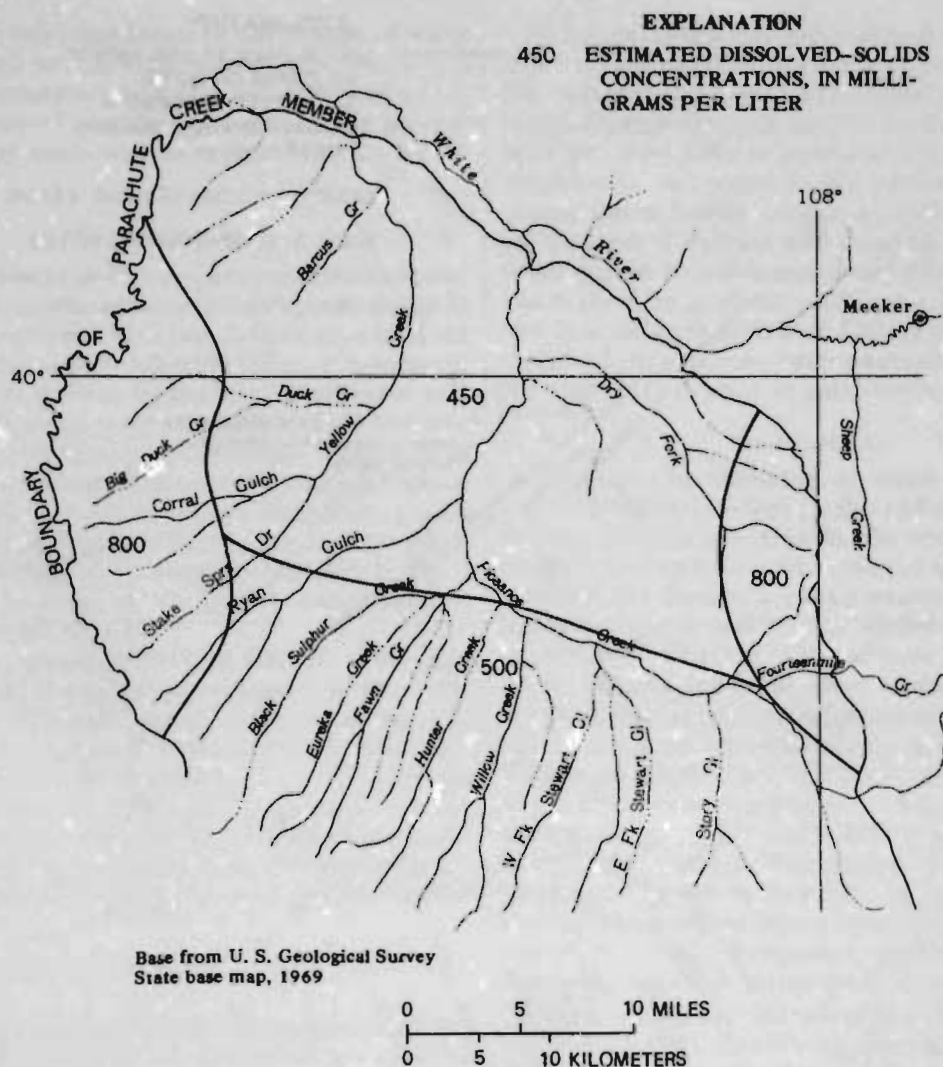 EXPLANATION
450 ESTIMATED DISSOLVED–SOLIDS
CONCENTRATIONS, IN MILLI-
GRAMS PER LITER
BOUNDARY OF PARACHUTE CREEK MEMBER
White River
108°
Meeker
Barcus Cr
40°
Duck Cr
450
Yellow Creek
Dry Fork
Sheep Creek
Big Duck Cr
Corral Gulch
800
Stake Spra Dr
Ryan Gulch
Piceance Creek
800
Fourteenmile Cr
Black Sulphur Creek
Eureka Creek
Fawn Cr
Hunter Creek
500
Willow Creek
W Fk Stewart Gl
E Fk Stewart Gl
Story Gl
Base from U. S. Geological Survey
State base map, 1969
0 5 10 MILES
0 5 10 KILOMETERS